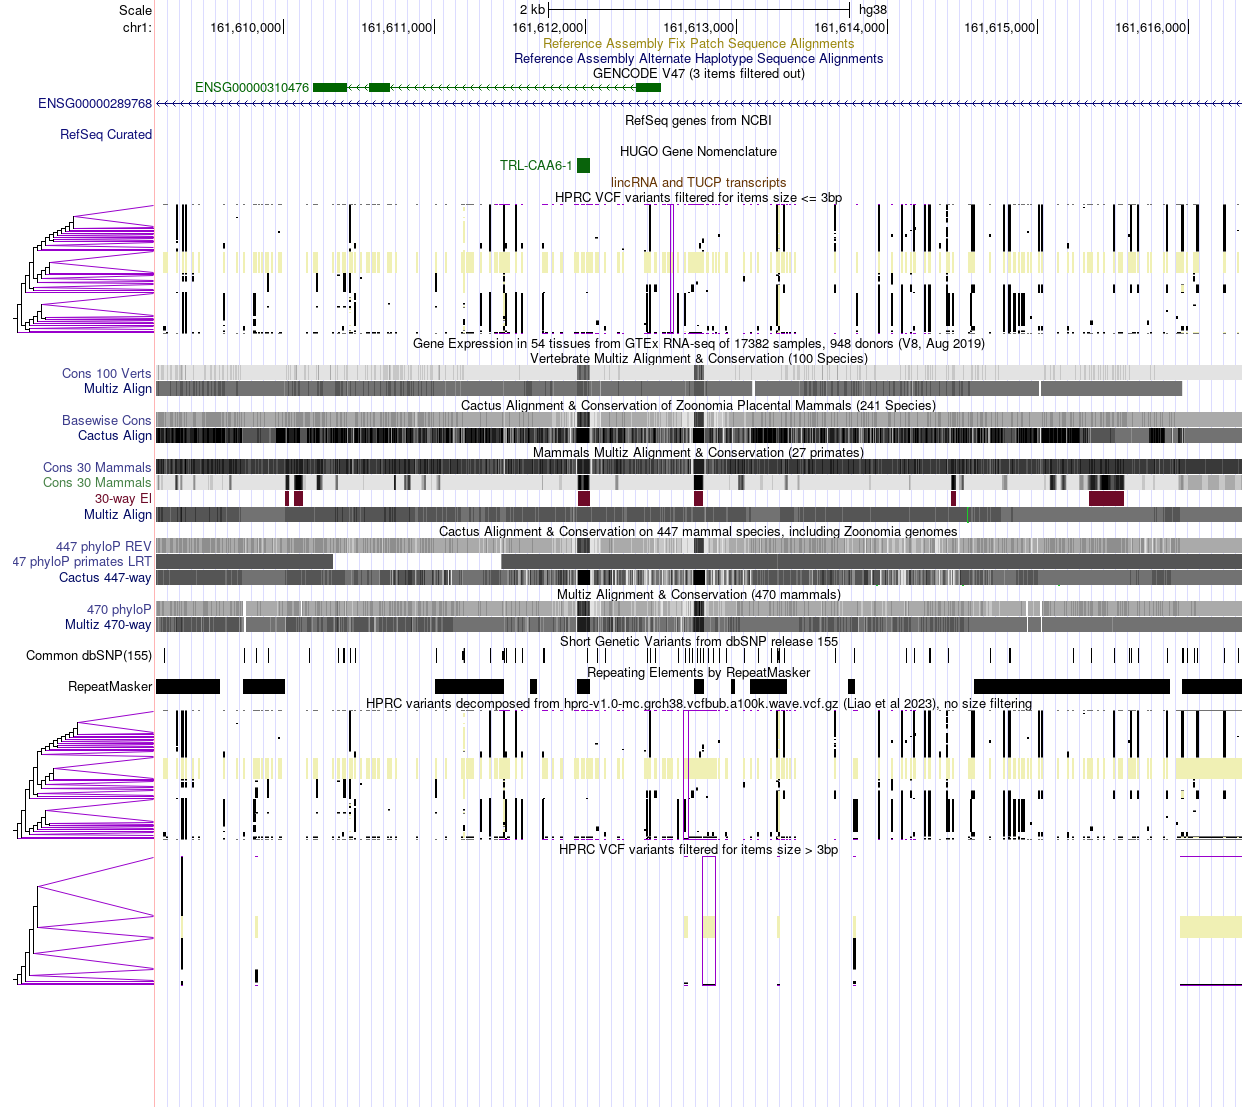 Scale 2 kb hg38
chr1: 161,610,000 161,611,000 161,612,000 161,613,000 161,614,000 161,615,000 161,616,000
Reference Assembly Fix Patch Sequence Alignments
Reference Assembly Alternate Haplotype Sequence Alignments
GENCODE V47 (3 items filtered out)
ENSG00000310476
ENSG00000289768
RefSeq genes from NCBI
RefSeq Curated
HUGO Gene Nomenclature
TRL-CAA6-1
lincRNA and TUCP transcripts
HPRC VCF variants filtered for items size <= 3bp
Gene Expression in 54 tissues from GTEx RNA-seq of 17382 samples, 948 donors (V8, Aug 2019)
Vertebrate Multiz Alignment & Conservation (100 Species)
Cons 100 Verts
Multiz Align
Cactus Alignment & Conservation of Zoonomia Placental Mammals (241 Species)
Basewise Cons
Cactus Align
Mammals Multiz Alignment & Conservation (27 primates)
Cons 30 Mammals
Cons 30 Mammals
30-way El
Multiz Align
Cactus Alignment & Conservation on 447 mammal species, including Zoonomia genomes
447 phyloP REV
47 phyloP primates LRT
Cactus 447-way
Multiz Alignment & Conservation (470 mammals)
470 phyloP
Multiz 470-way
Short Genetic Variants from dbSNP release 155
Common dbSNP(155)
Repeating Elements by RepeatMasker
RepeatMasker
HPRC variants decomposed from hprc-v1.0-mc.grch38.vcfbub.a100k.wave.vcf.gz (Liao et al 2023), no size filtering
HPRC VCF variants filtered for items size > 3bp